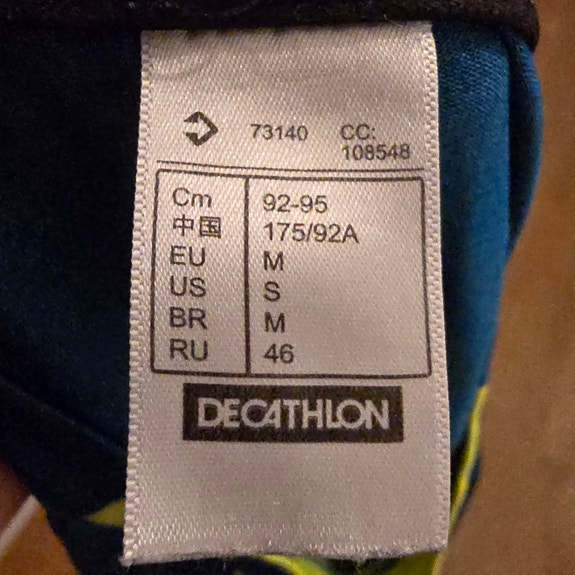 73140 CC:
108548
Cm 92-95
中国 175/92A
EU M
US S
BR M
RU 46
DECATHLON